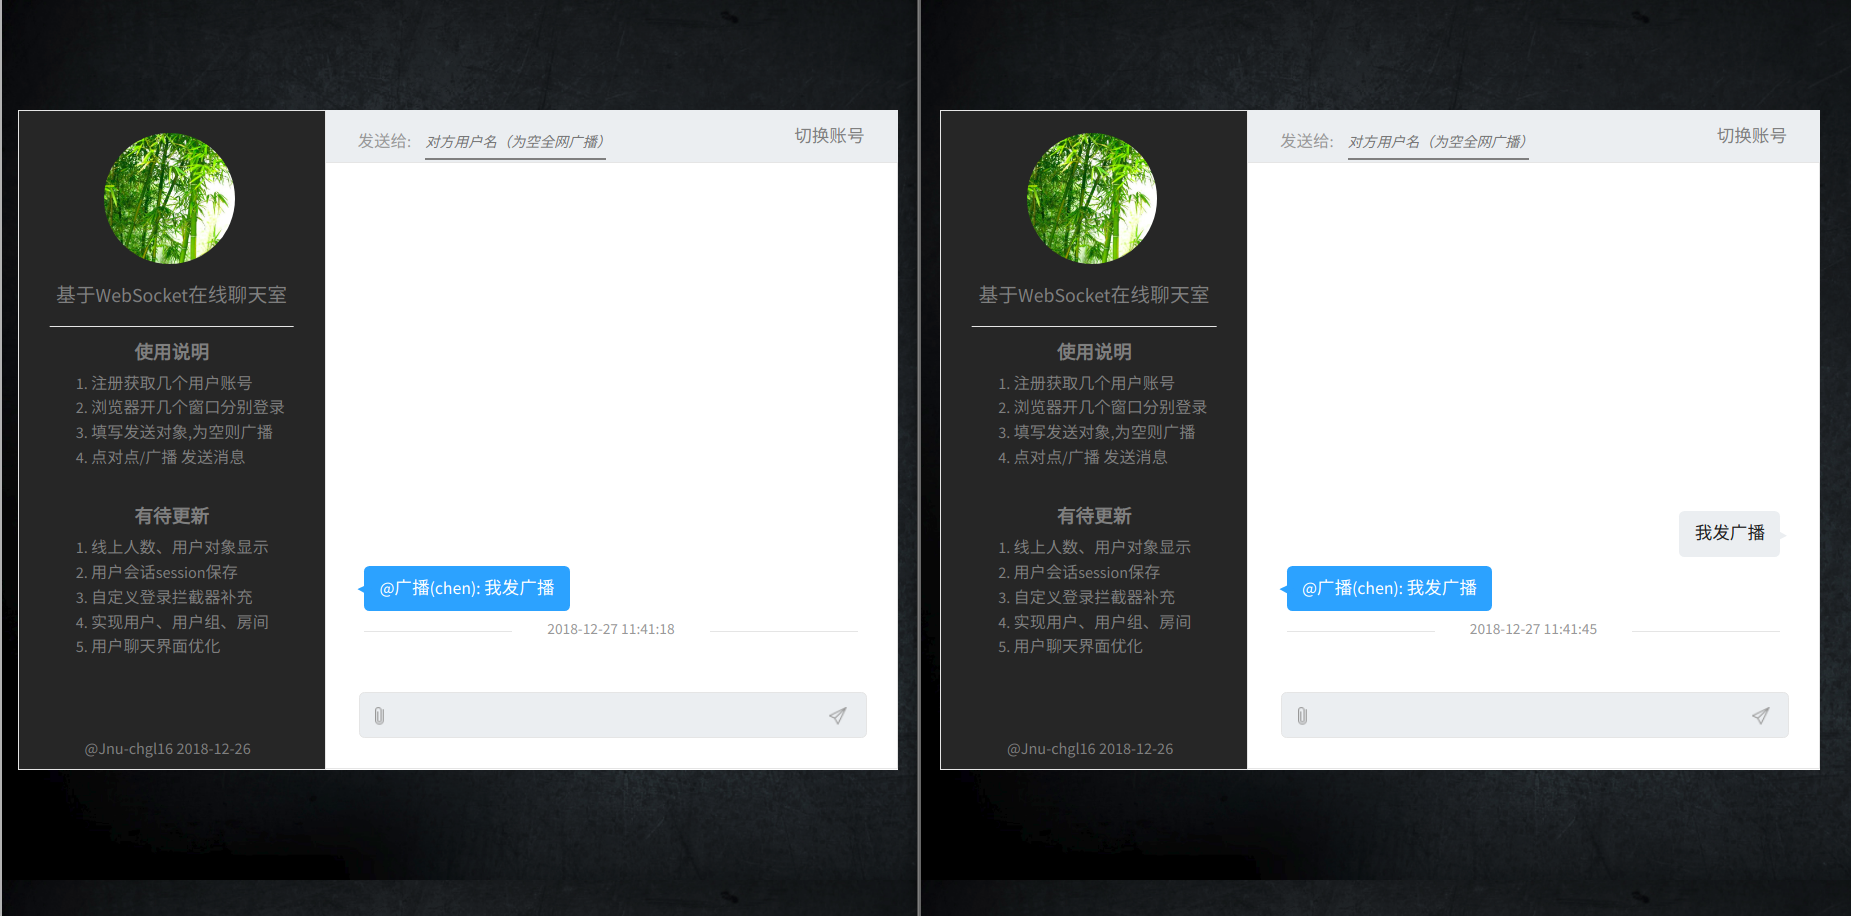 基于WebSocket在线聊天室
使用说明
1. 注册获取几个用户账号
2. 浏览器开几个窗口分别登录
3. 填写发送对象,为空则广播
4. 点对点/广播 发送消息
有待更新
1. 线上人数、用户对象显示
2. 用户会话session保存
3. 自定义登录拦截器补充
4. 实现用户、用户组、房间
5. 用户聊天界面优化
@Jnu-chgl16 2018-12-26
发送给: 对方用户名（为空全网广播） 切换账号
@广播(chen): 我发广播
2018-12-27 11:41:18
基于WebSocket在线聊天室
使用说明
1. 注册获取几个用户账号
2. 浏览器开几个窗口分别登录
3. 填写发送对象,为空则广播
4. 点对点/广播 发送消息
有待更新
1. 线上人数、用户对象显示
2. 用户会话session保存
3. 自定义登录拦截器补充
4. 实现用户、用户组、房间
5. 用户聊天界面优化
@Jnu-chgl16 2018-12-26
发送给: 对方用户名（为空全网广播） 切换账号
我发广播
@广播(chen): 我发广播
2018-12-27 11:41:45